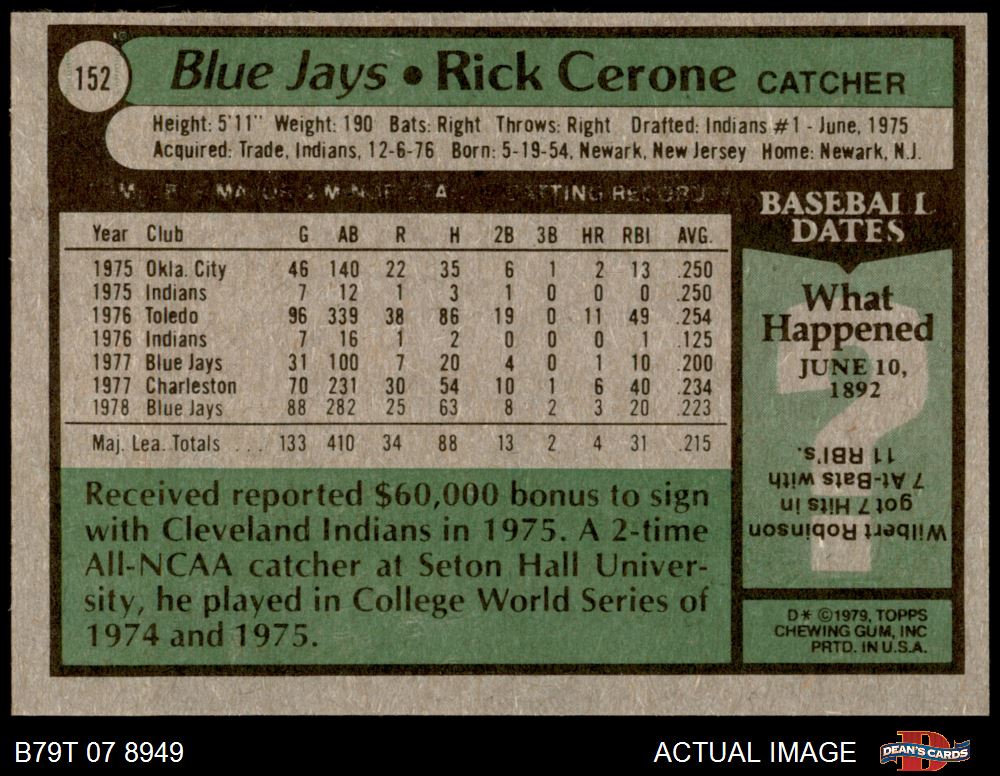 152
Blue Jays • Rick Cerone CATCHER
Height: 5'11" Weight: 190 Bats: Right Throws: Right Drafted: Indians #1 - June, 1975
Acquired: Trade, Indians, 12-6-76 Born: 5-19-54, Newark, New Jersey Home: Newark, N.J.
BATTING RECORD
Year Club G AB R H 2B 3B HR RBI AVG.
1975 Okla. City 46 140 22 35 6 1 2 13 .250
1975 Indians 7 12 1 3 1 0 0 0 .250
1976 Toledo 96 339 38 86 19 0 11 49 .254
1976 Indians 7 16 1 2 0 0 0 1 .125
1977 Blue Jays 31 100 7 20 4 0 1 10 .200
1977 Charleston 70 231 30 54 10 1 6 40 .234
1978 Blue Jays 88 282 25 63 8 2 3 20 .223
Maj. Lea. Totals ... 133 410 34 88 13 2 4 31 .215
Received reported $60,000 bonus to sign
with Cleveland Indians in 1975. A 2-time
All-NCAA catcher at Seton Hall Univer-
sity, he played in College World Series of
1974 and 1975.
BASEBALL
DATES
What
Happened
JUNE 10,
1892
?
Wilbert Robinson
got 7 Hits in
7 At-Bats with
11 RBI's.
D* ©1979, TOPPS
CHEWING GUM, INC
PRTD. IN U.S.A.
B79T 07 8949
ACTUAL IMAGE
D
DEAN'S CARDS